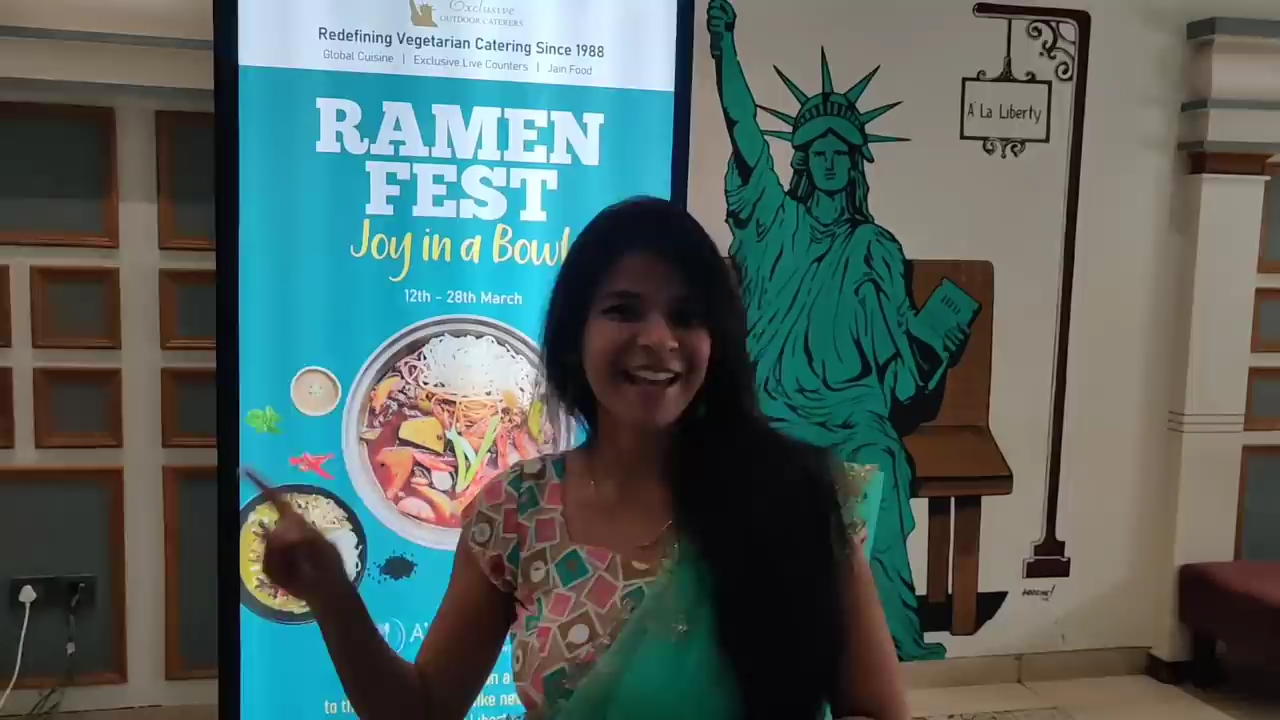 Exclusive
OUTDOOR CATERERS
Redefining Vegetarian Catering Since 1988
Global Cuisine | Exclusive Live Counters | Jain Food
RAMEN
FEST
Joy in a Bowl
12th - 28th March
A La Liberty